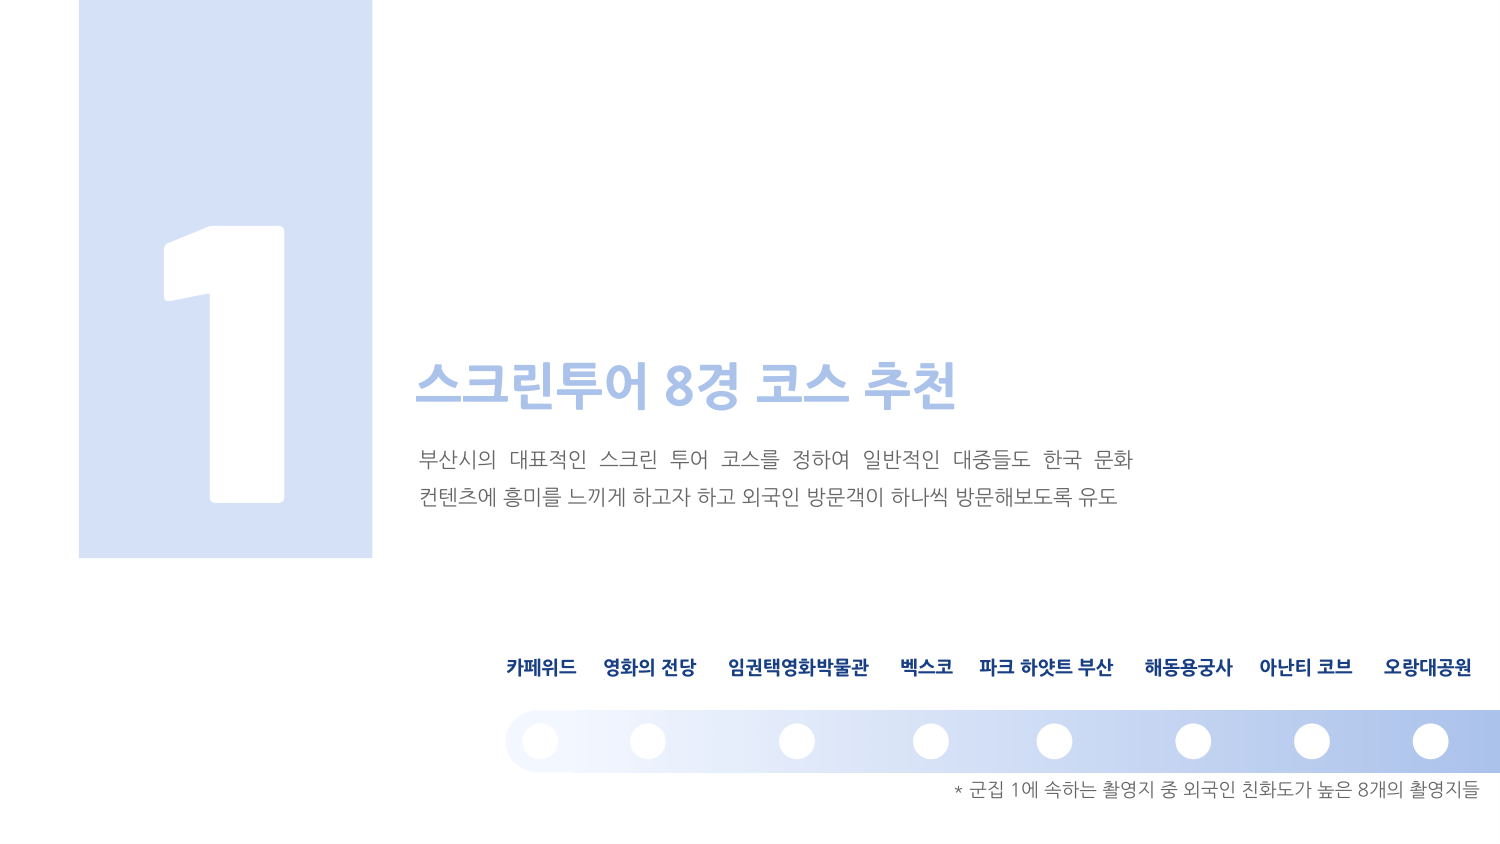 1
스크린투어 8경 코스 추천
부산시의 대표적인 스크린 투어 코스를 정하여 일반적인 대중들도 한국 문화
컨텐츠에 흥미를 느끼게 하고자 하고 외국인 방문객이 하나씩 방문해보도록 유도
카페위드 영화의 전당 임권택영화박물관 벡스코 파크 하얏트 부산 해동용궁사 아난티 코브 오랑대공원
* 군집 1에 속하는 촬영지 중 외국인 친화도가 높은 8개의 촬영지들